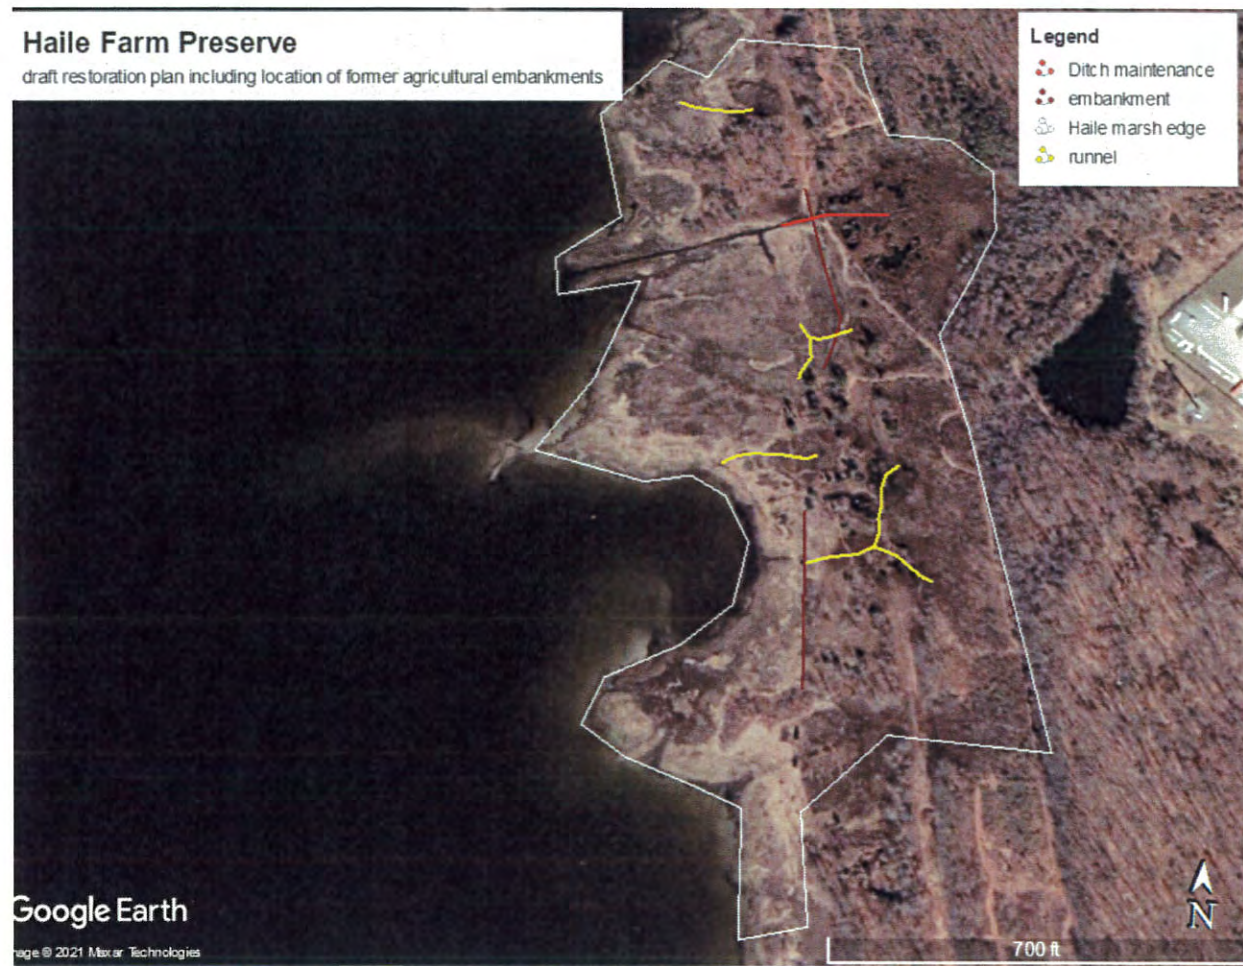 Haile Farm Preserve
draft restoration plan including location of former agricultural embankments
Legend
Ditch maintenance
embankment
Haile marsh edge
runnel
Google Earth
nage © 2021 Maxar Technologies
N
700 ft